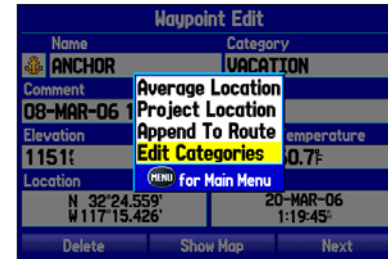 Waypoint Edit
Name Category
ANCHOR VACATION
Comment
08-MAR-06 1
Average Location
Project Location
Append To Route
Edit Categories
MENU for Main Menu
Elevation emperature
1151ft 60.7°F
Location
N 32°24.559' 20-MAR-06
W117°15.426' 1:19:45
Delete Show Map Next